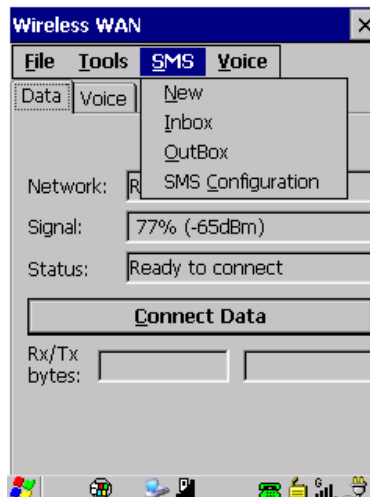 Wireless WAN
File Tools SMS Voice
Data Voice
New
Inbox
OutBox
SMS Configuration
Network: R
Signal: 77% (-65dBm)
Status: Ready to connect
Connect Data
Rx/Tx
bytes:
G